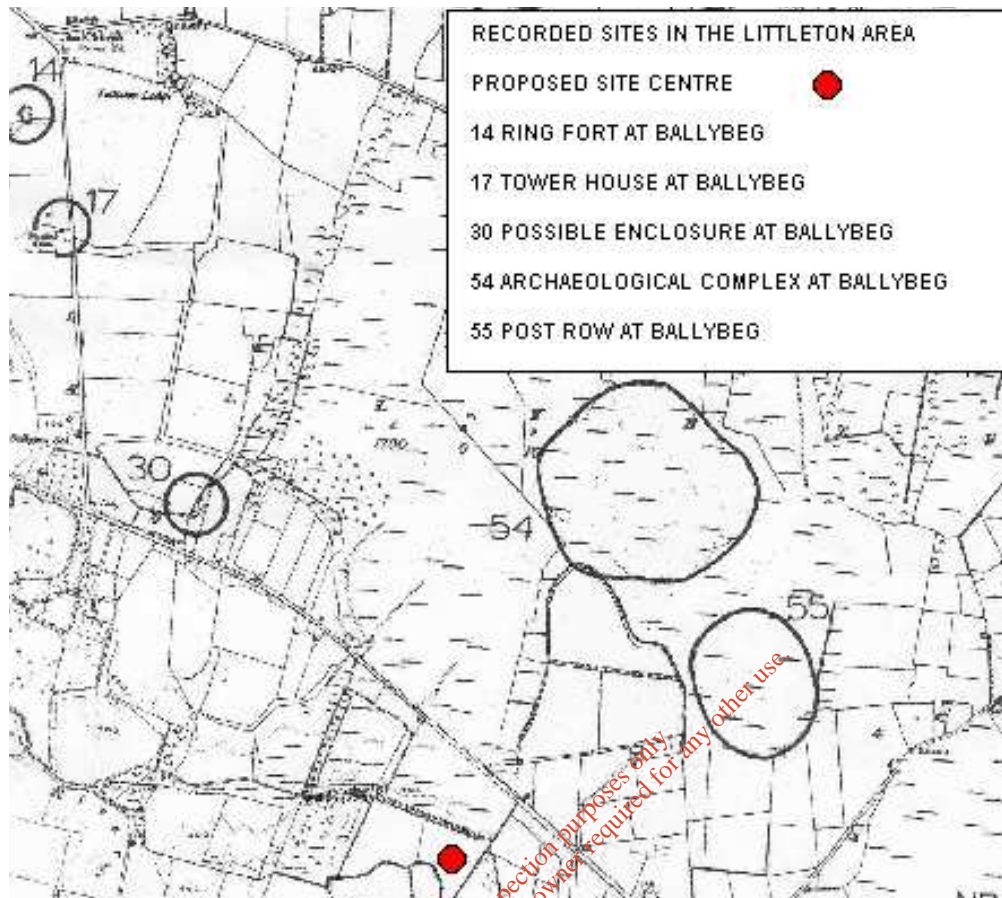 RECORDED SITES IN THE LITTLETON AREA
PROPOSED SITE CENTRE
14 RING FORT AT BALLYBEG
17 TOWER HOUSE AT BALLYBEG
30 POSSIBLE ENCLOSURE AT BALLYBEG
54 ARCHAEOLOGICAL COMPLEX AT BALLYBEG
55 POST ROW AT BALLYBEG
14
G
17
30
54
55
pection purposes only.
owner required for any other use.